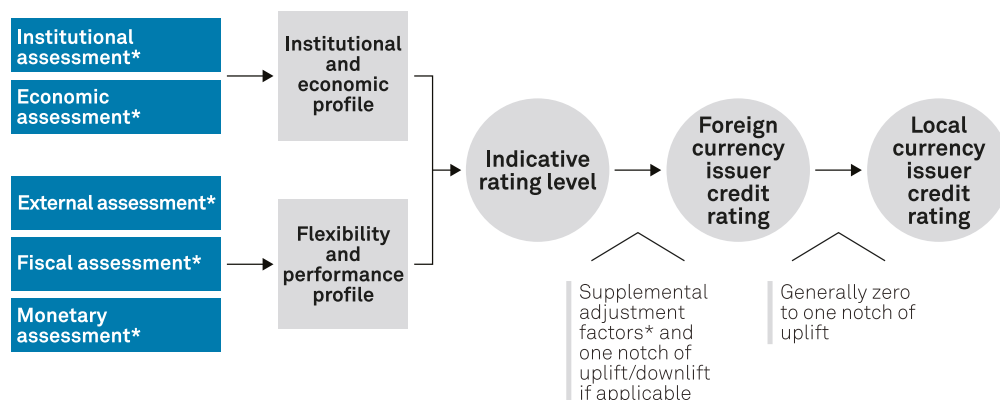 Institutional
assessment*
Economic
assessment*
Institutional
and
economic
profile
External assessment*
Fiscal assessment*
Monetary
assessment*
Flexibility
and
performance
profile
Indicative
rating level
Foreign
currency
issuer
credit
rating
Local
currency
issuer
credit
rating
Supplemental
adjustment
factors* and
one notch of
uplift/downlift
if applicable
Generally zero
to one notch of
uplift